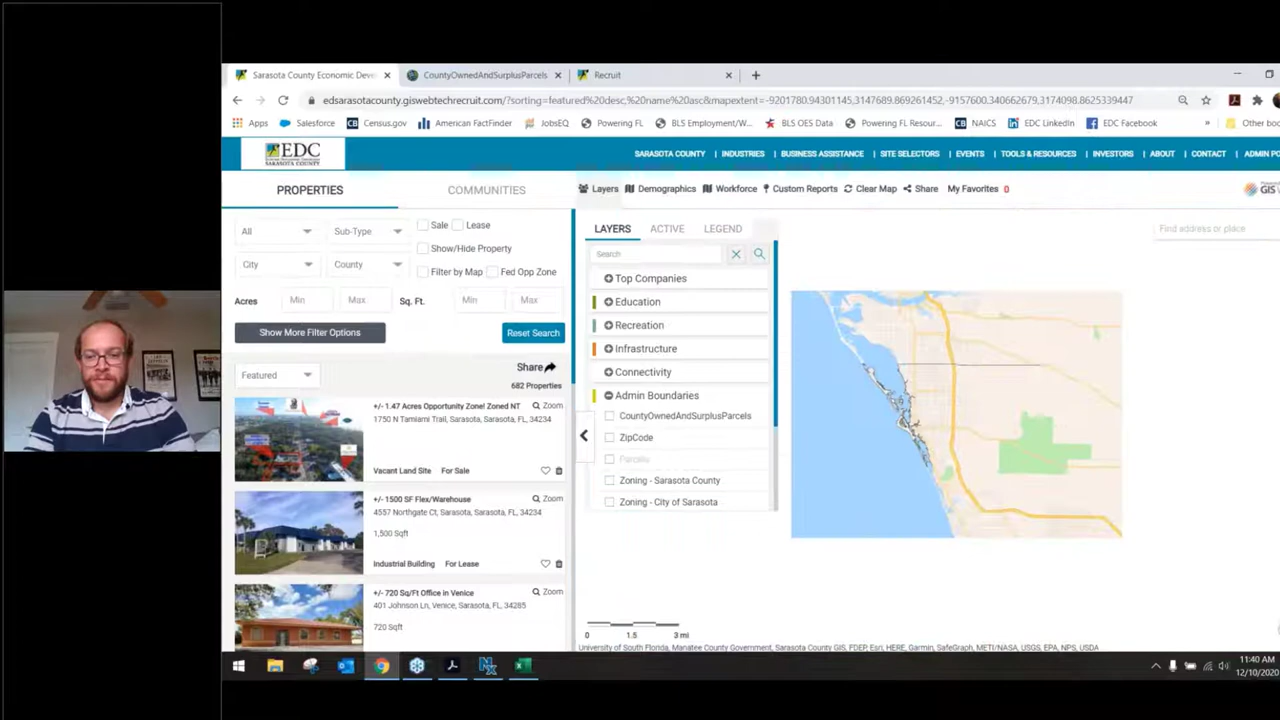 Sarasota County Economic Deve
CountyOwnedAndSurplusParcels
Recruit
edsarasotacounty.giswebtechrecruit.com/?sorting=featured%20desc,%20name%20asc&mapextent=-9201780.94301145,3147689.869261452,-9157600.340662679,3174098.8625339447
Apps
Salesforce
Census.gov
American FactFinder
JobsEQ
Powering FL
BLS Employment/W...
BLS OES Data
Powering FL Resour...
NAICS
EDC LinkedIn
EDC Facebook
»
Other boo
EDC
SARASOTA COUNTY
SARASOTA COUNTY | INDUSTRIES | BUSINESS ASSISTANCE | SITE SELECTORS | EVENTS | TOOLS & RESOURCES | INVESTORS | ABOUT | CONTACT | ADMIN PO
PROPERTIES
COMMUNITIES
Layers
Demographics
Workforce
Custom Reports
Clear Map
Share
My Favorites 0
GIS
All
Sub-Type
Sale
Lease
Show/Hide Property
City
County
Filter by Map
Fed Opp Zone
Acres
Min
Max
Sq. Ft.
Min
Max
Show More Filter Options
Reset Search
Share
Featured
682 Properties
+/- 1.47 Acres Opportunity Zone! Zoned NT
Zoom
1750 N Tamiami Trail, Sarasota, Sarasota, FL, 34234
Vacant Land Site
For Sale
+/- 1500 SF Flex/Warehouse
Zoom
4557 Northgate Ct, Sarasota, Sarasota, FL, 34234
1,500 Sqft
Industrial Building
For Lease
+/- 720 Sq/Ft Office in Venice
Zoom
401 Johnson Ln, Venice, Sarasota, FL, 34285
720 Sqft
LAYERS
ACTIVE
LEGEND
Search
Top Companies
Education
Recreation
Infrastructure
Connectivity
Admin Boundaries
CountyOwnedAndSurplusParcels
ZipCode
Parcels
Zoning - Sarasota County
Zoning - City of Sarasota
Find address or place
0 1.5 3 mi
University of South Florida, Manatee County Government, Sarasota County GIS, FDEP, Esri, HERE, Garmin, SafeGraph, METI/NASA, USGS, EPA, NPS, USDA
11:40 AM
12/10/2020